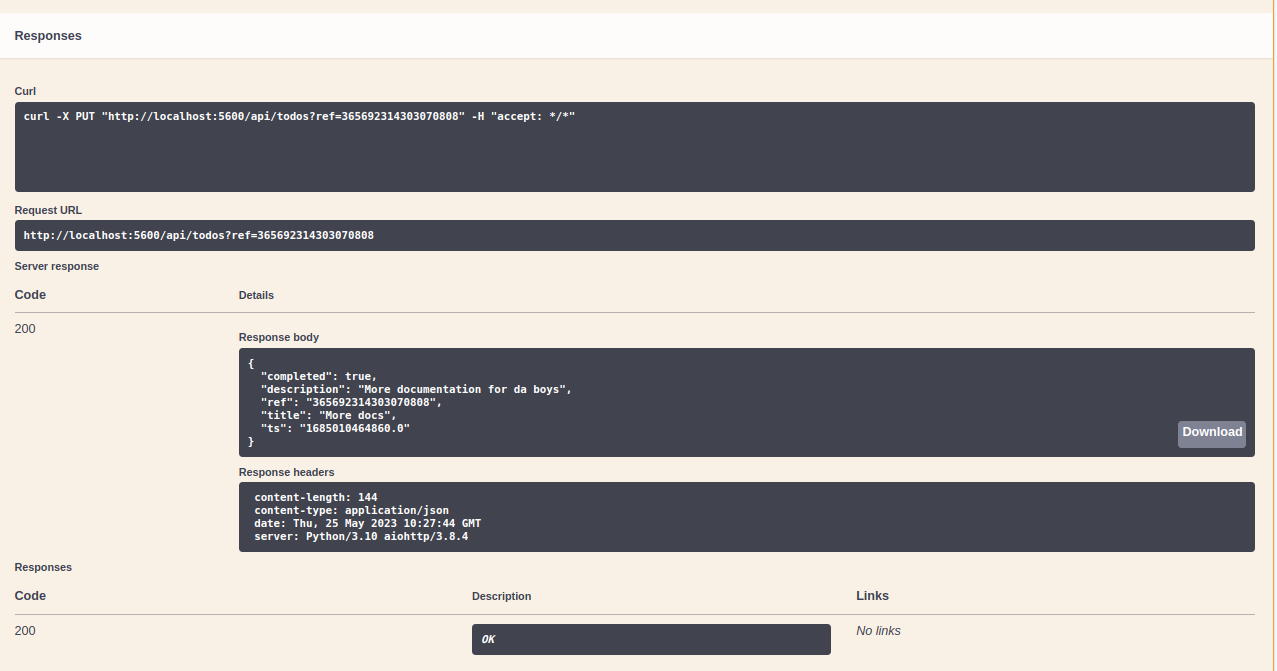 Responses
Curl
curl -X PUT "http://localhost:5600/api/todos?ref=365692314303070808" -H "accept: */*"
Request URL
http://localhost:5600/api/todos?ref=365692314303070808
Server response
Code Details
200
Response body
{
  "completed": true,
  "description": "More documentation for da boys",
  "ref": "365692314303070808",
  "title": "More docs",
  "ts": "1685010464860.0"
}
Download
Response headers
content-length: 144
content-type: application/json
date: Thu, 25 May 2023 10:27:44 GMT
server: Python/3.10 aiohttp/3.8.4
Responses
Code Description Links
200 OK No links